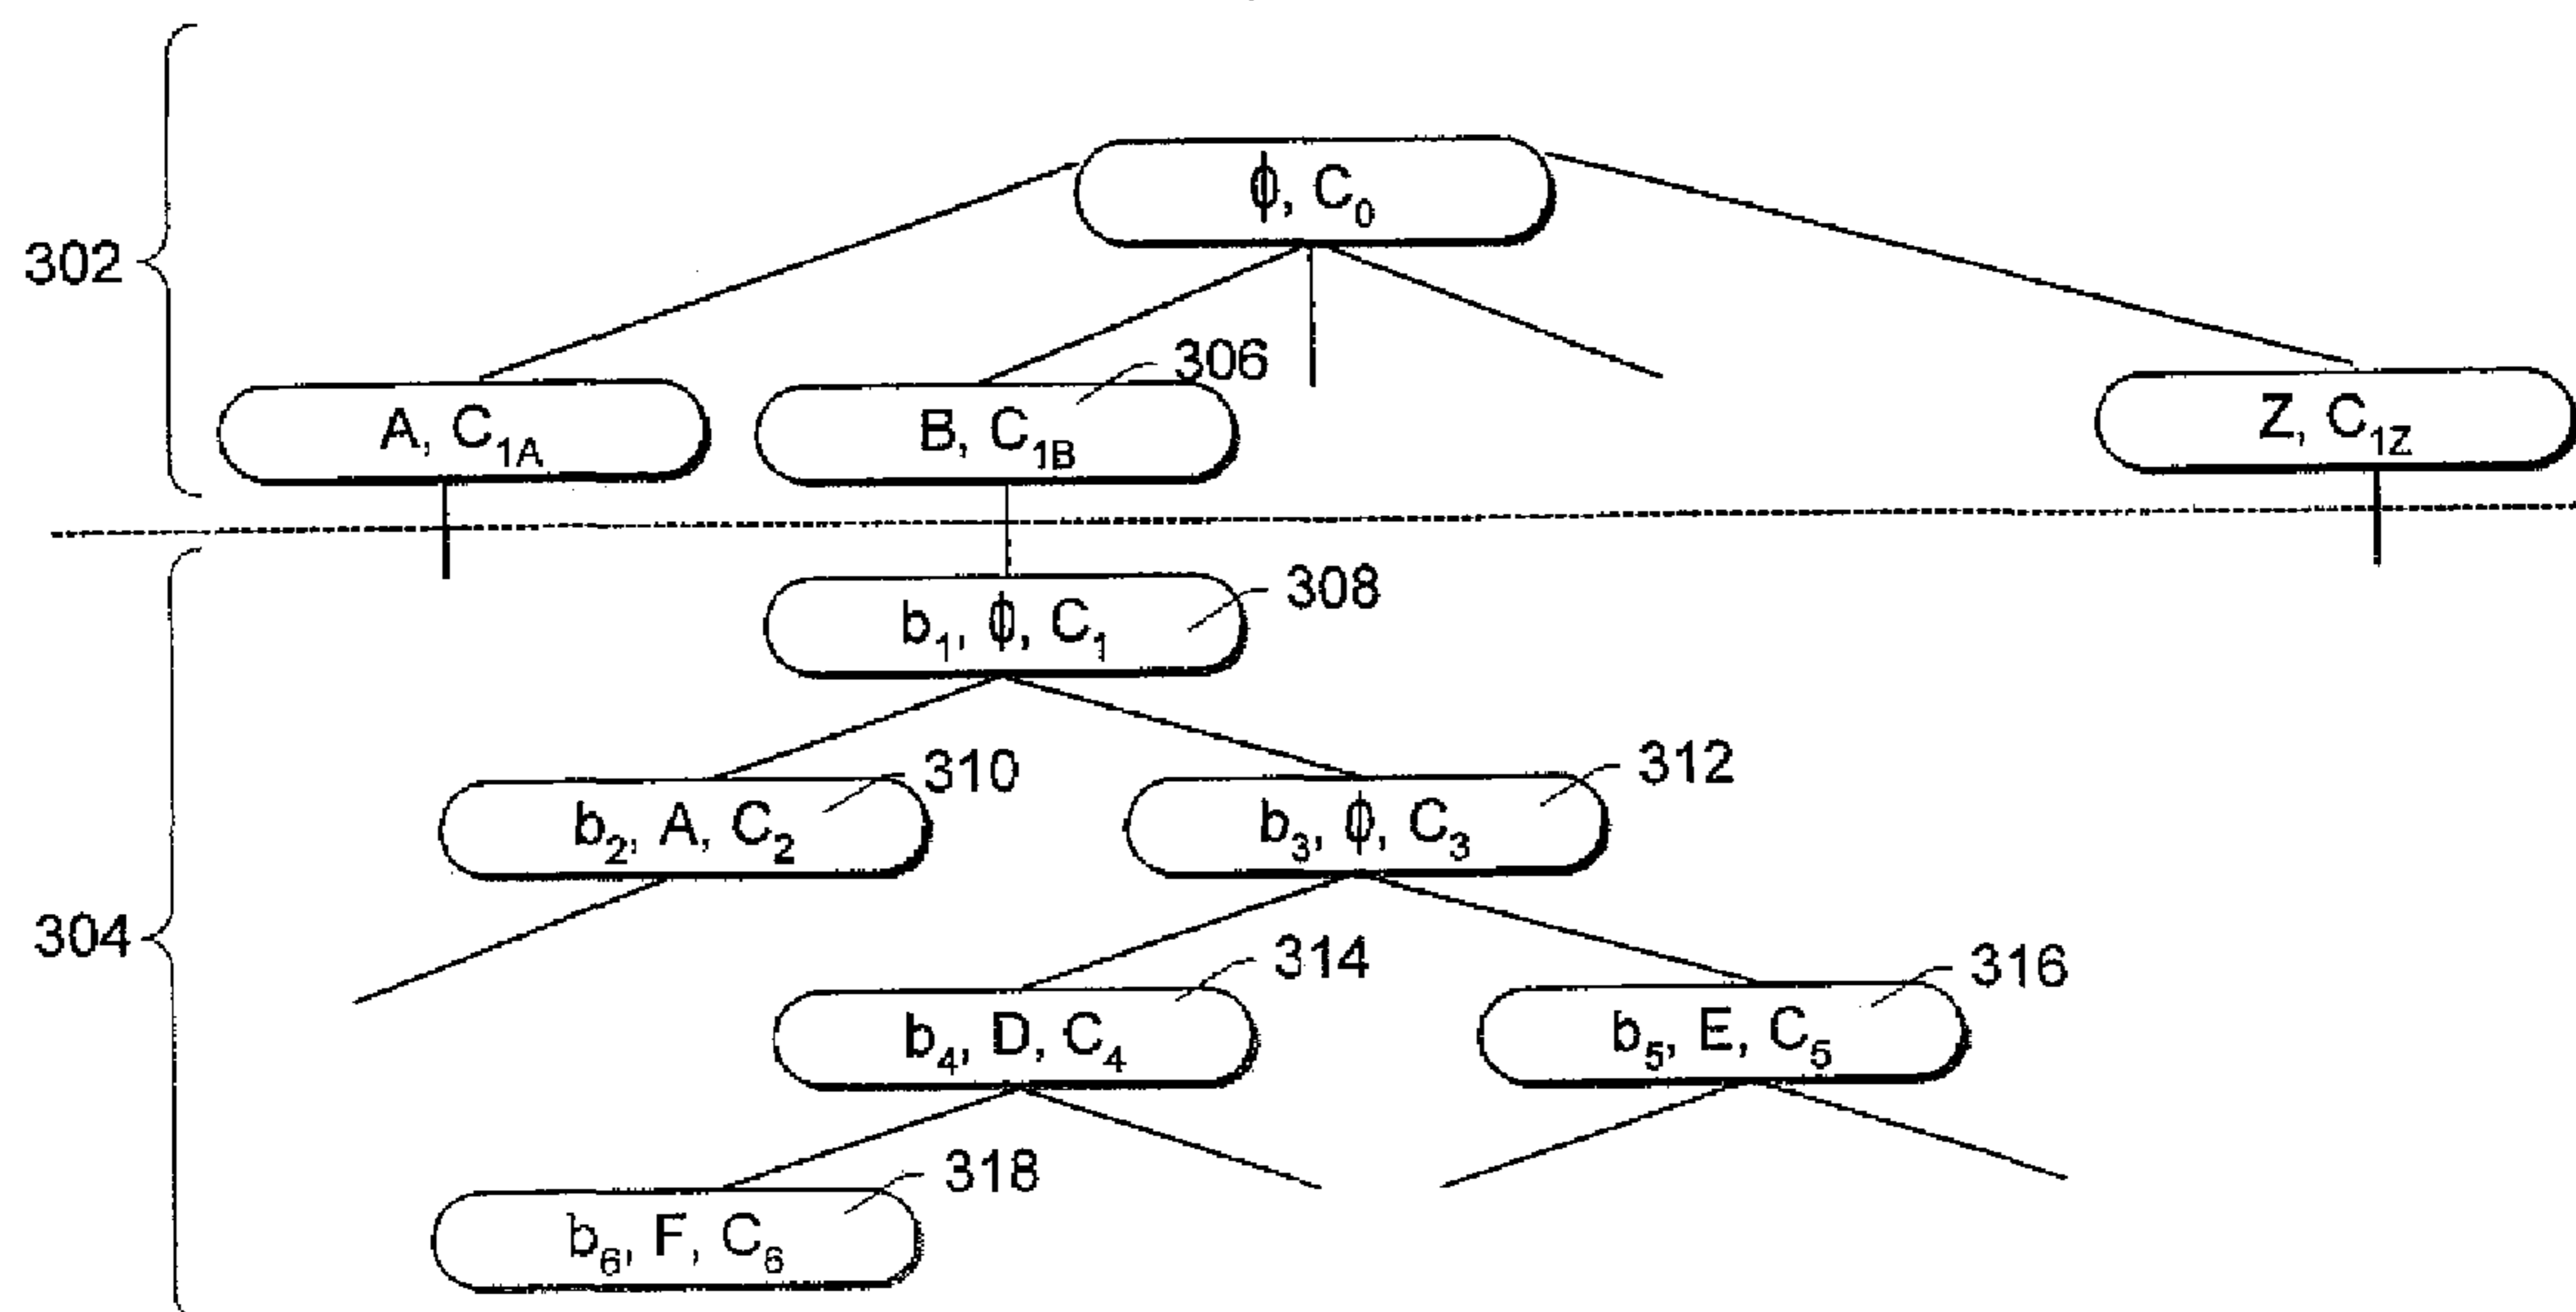 ϕ, C₀
302
306
A, C₁A
B, C₁B
Z, C₁Z
308
b₁, ϕ, C₁
310
312
b₂, A, C₂
b₃, ϕ, C₃
304
314
316
b₄, D, C₄
b₅, E, C₅
318
b₆, F, C₆